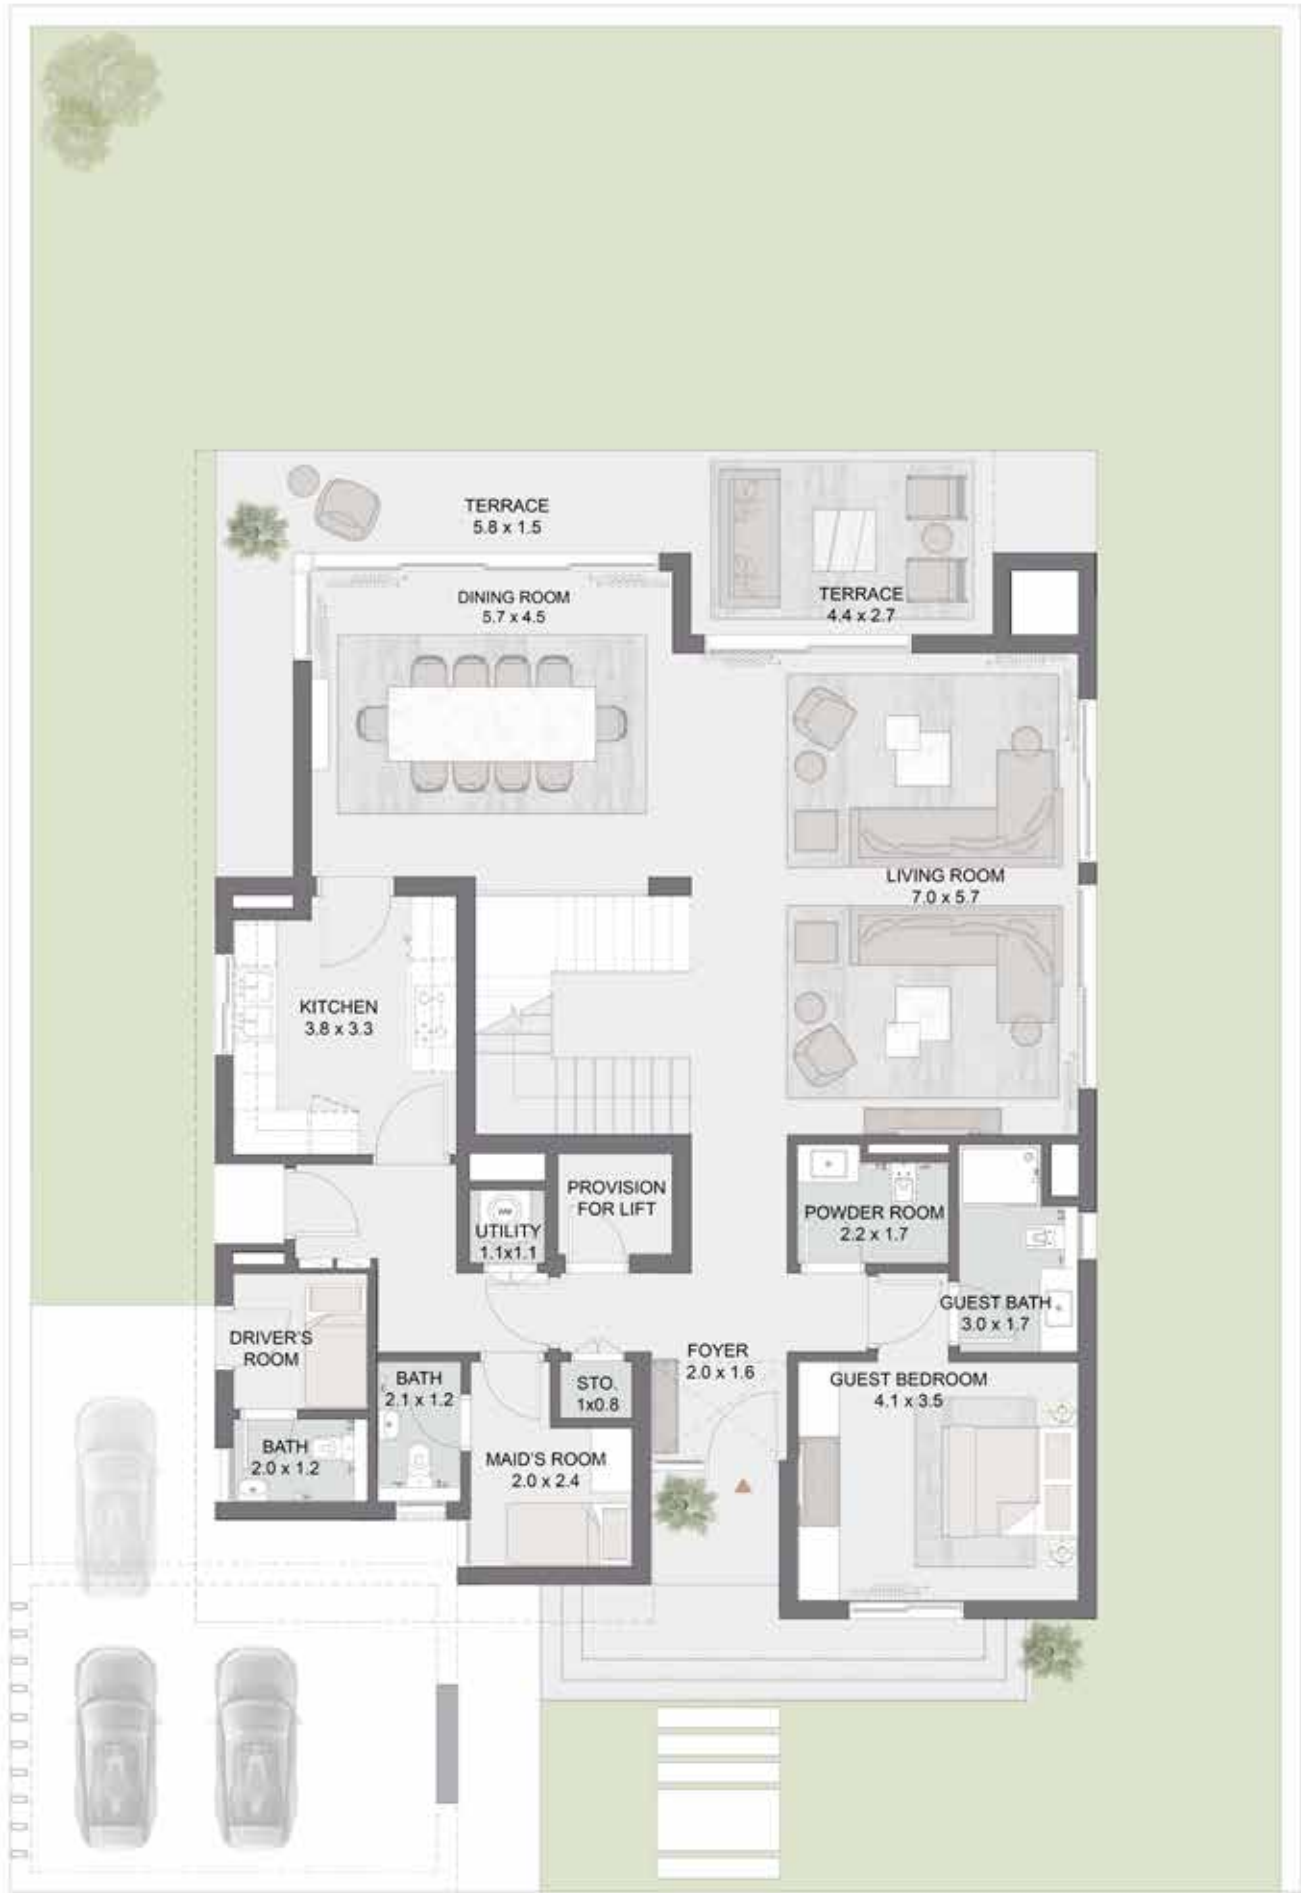 TERRACE
5.8 x 1.5
DINING ROOM
5.7 x 4.5
TERRACE
4.4 x 2.7
LIVING ROOM
7.0 x 5.7
KITCHEN
3.8 x 3.3
PROVISION
FOR LIFT
WM
UTILITY
1.1x1.1
POWDER ROOM
2.2 x 1.7
GUEST BATH
3.0 x 1.7
DRIVER'S
ROOM
FOYER
2.0 x 1.6
BATH
2.1 x 1.2
STO.
1x0.8
GUEST BEDROOM
4.1 x 3.5
BATH
2.0 x 1.2
MAID'S ROOM
2.0 x 2.4